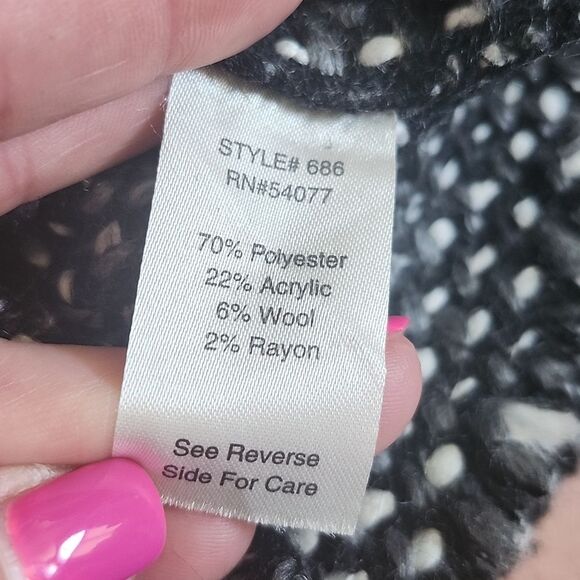 STYLE# 686
RN#54077
70% Polyester
22% Acrylic
6% Wool
2% Rayon
See Reverse
Side For Care